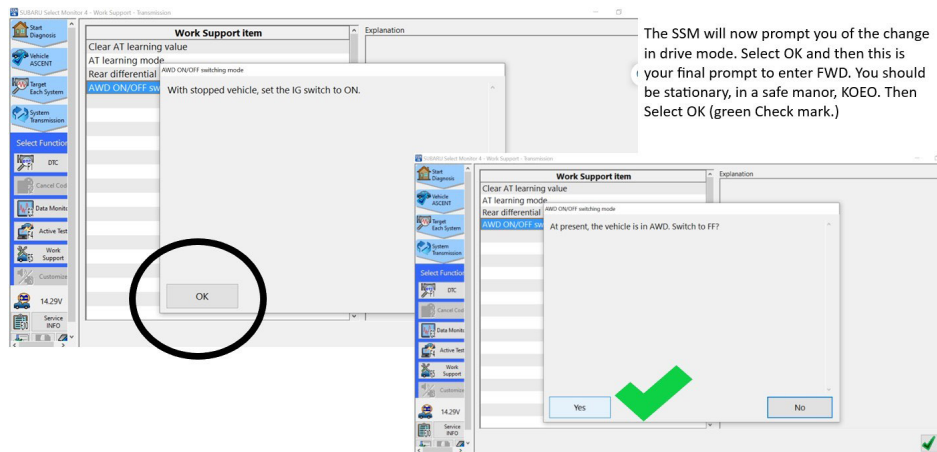 SUBARU Select Monitor 4 - Work Support - Transmission
Start
Diagnosis
Vehicle
ASCENT
Target
Each System
System
Transmission
Select Function
DTC
Cancel Cod
Data Monito
Active Test
Work
Support
Customize
14.29V
Service
INFO
Work Support item
Clear AT learning value
AT learning mode
Rear differential
AWD ON/OFF sw
Explanation
AWD ON/OFF switching mode
With stopped vehicle, set the IG switch to ON.
OK
The SSM will now prompt you of the change
in drive mode. Select OK and then this is
your final prompt to enter FWD. You should
be stationary, in a safe manor, KOEO. Then
Select OK (green Check mark.)
SUBARU Select Monitor 4 - Work Support - Transmission
Start
Diagnosis
Vehicle
ASCENT
Target
Each System
System
Transmission
Select Function
DTC
Cancel Cod
Data Monito
Active Test
Work
Support
Customize
14.29V
Service
INFO
Work Support item
Clear AT learning value
AT learning mode
Rear differential
AWD ON/OFF sw
Explanation
AWD ON/OFF switching mode
At present, the vehicle is in AWD. Switch to FF?
Yes
No